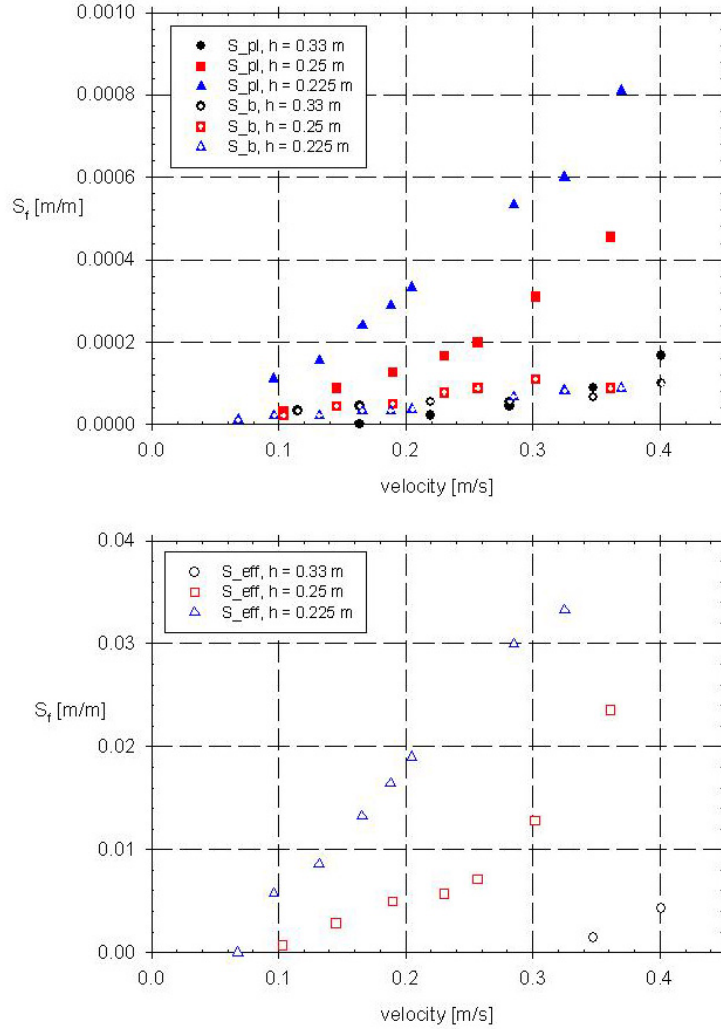 0.0010
S_pl, h = 0.33 m
S_pl, h = 0.25 m
S_pl, h = 0.225 m
S_b, h = 0.33 m
S_b, h = 0.25 m
S_b, h = 0.225 m
0.0008
0.0006
S_f [m/m]
0.0004
0.0002
0.0000
0.0 0.1 0.2 0.3 0.4
velocity [m/s]
0.04
S_eff, h = 0.33 m
S_eff, h = 0.25 m
S_eff, h = 0.225 m
0.03
S_f [m/m]
0.02
0.01
0.00
0.0 0.1 0.2 0.3 0.4
velocity [m/s]